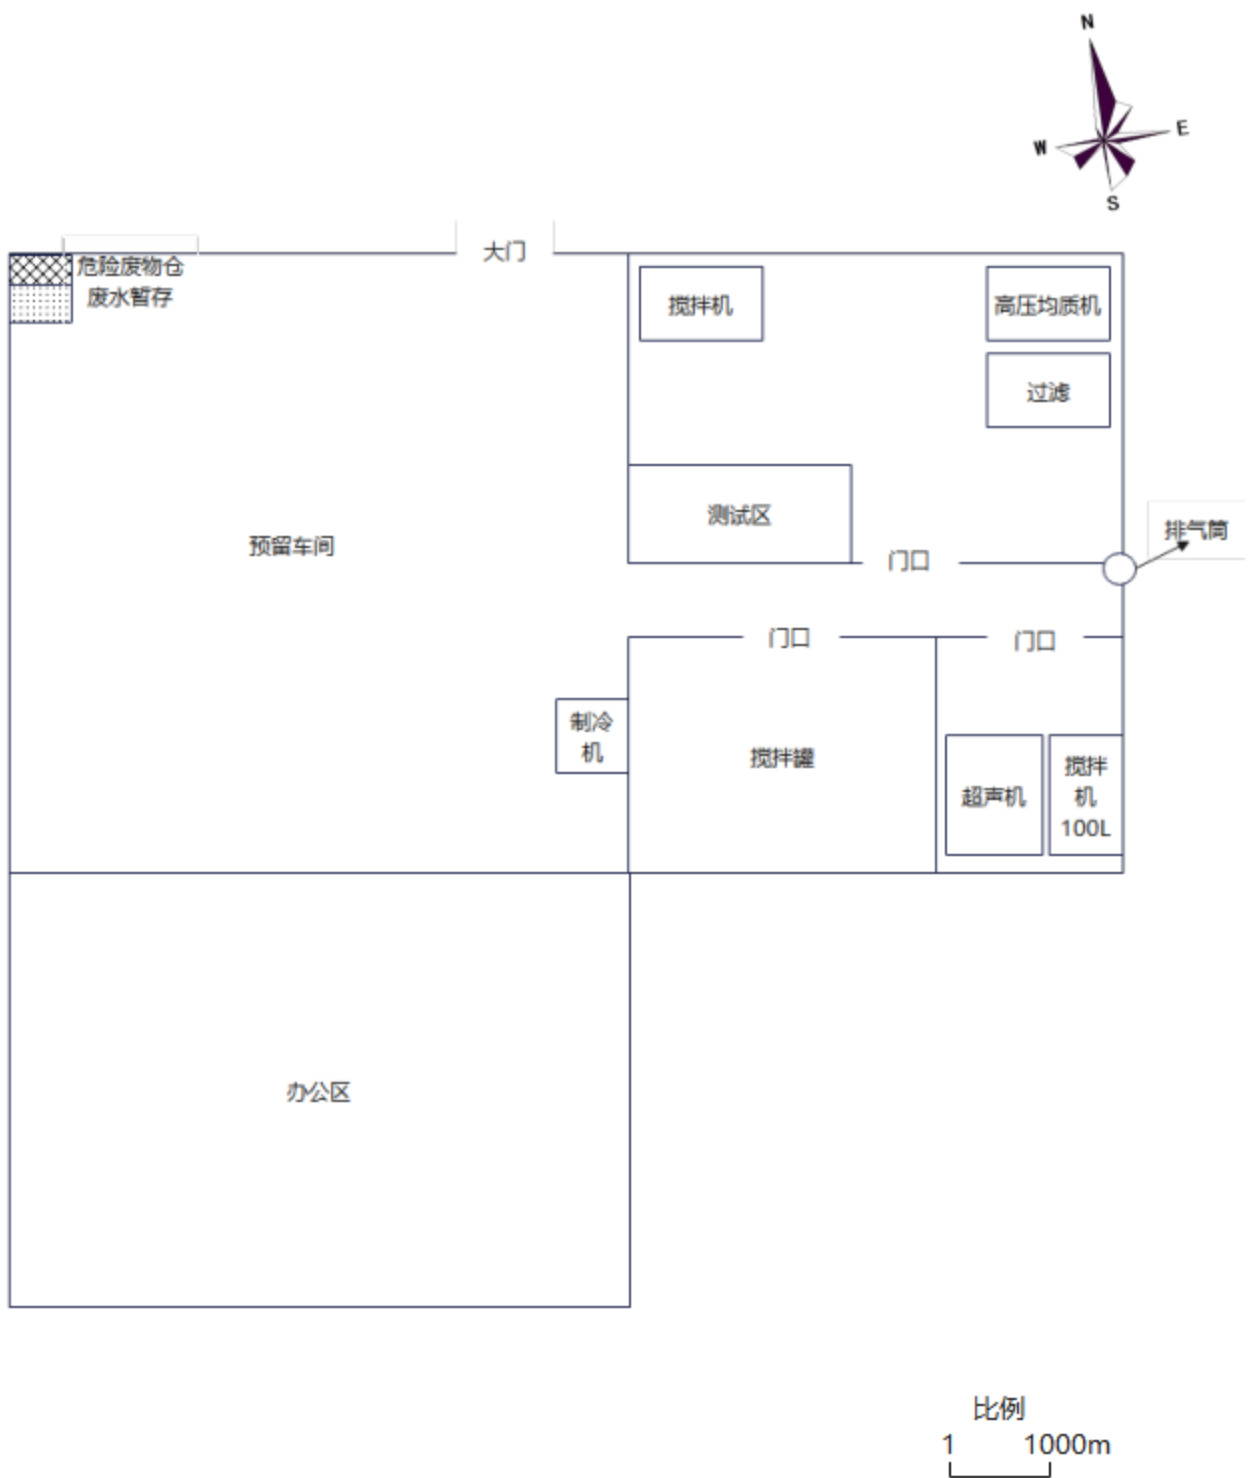 N
E
W
S
大门
危险废物仓
废水暂存
搅拌机
高压均质机
过滤
测试区
排气筒
预留车间
门口
门口
门口
制冷
机
搅拌罐
超声机
搅拌
机
100L
办公区
比例
1 1000m